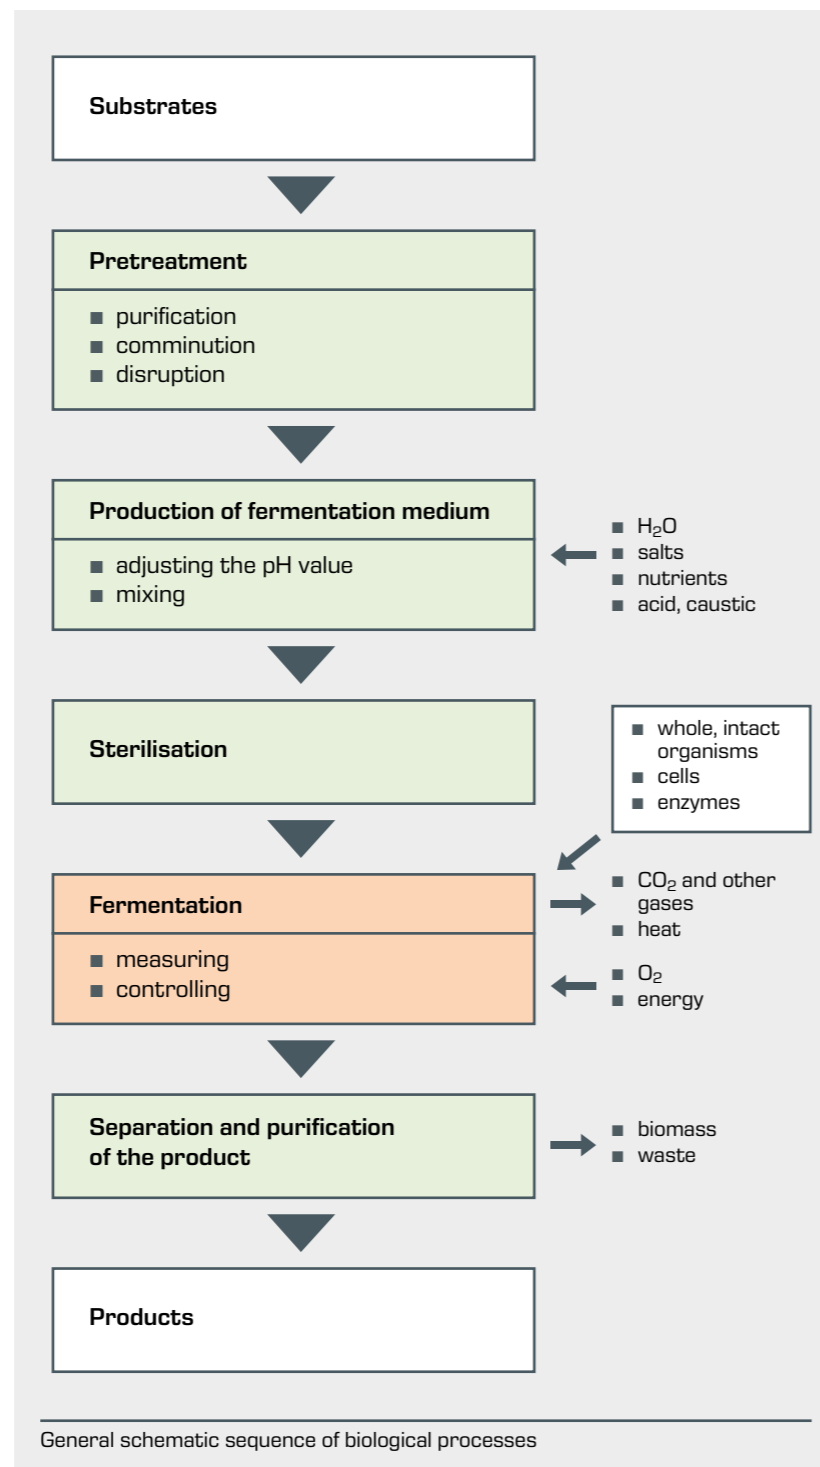 Substrates
Pretreatment
■ purification
■ comminution
■ disruption
Production of fermentation medium
■ adjusting the pH value
■ mixing
■ H₂O
■ salts
■ nutrients
■ acid, caustic
Sterilisation
■ whole, intact
organisms
■ cells
■ enzymes
Fermentation
■ measuring
■ controlling
■ CO₂ and other
gases
■ heat
■ O₂
■ energy
Separation and purification
of the product
■ biomass
■ waste
Products
General schematic sequence of biological processes